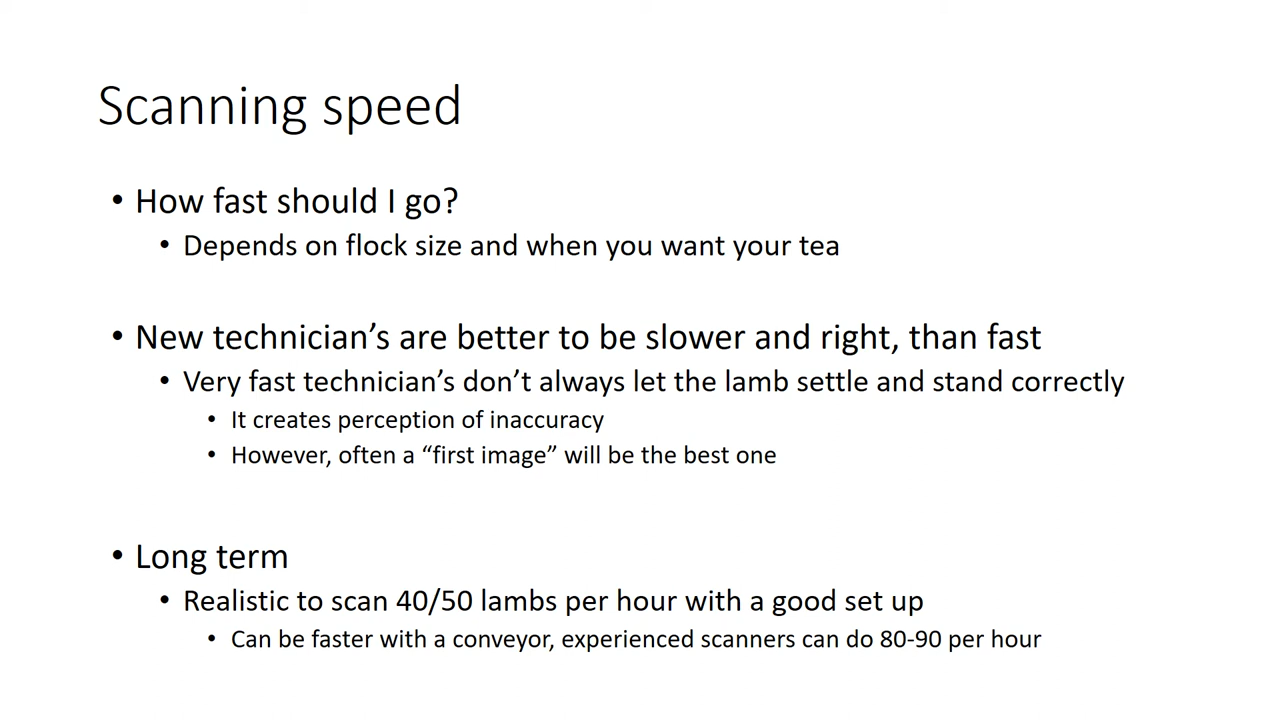 Scanning speed
• How fast should I go?
• Depends on flock size and when you want your tea
• New technician’s are better to be slower and right, than fast
• Very fast technician’s don’t always let the lamb settle and stand correctly
• It creates perception of inaccuracy
• However, often a “first image” will be the best one
• Long term
• Realistic to scan 40/50 lambs per hour with a good set up
• Can be faster with a conveyor, experienced scanners can do 80-90 per hour